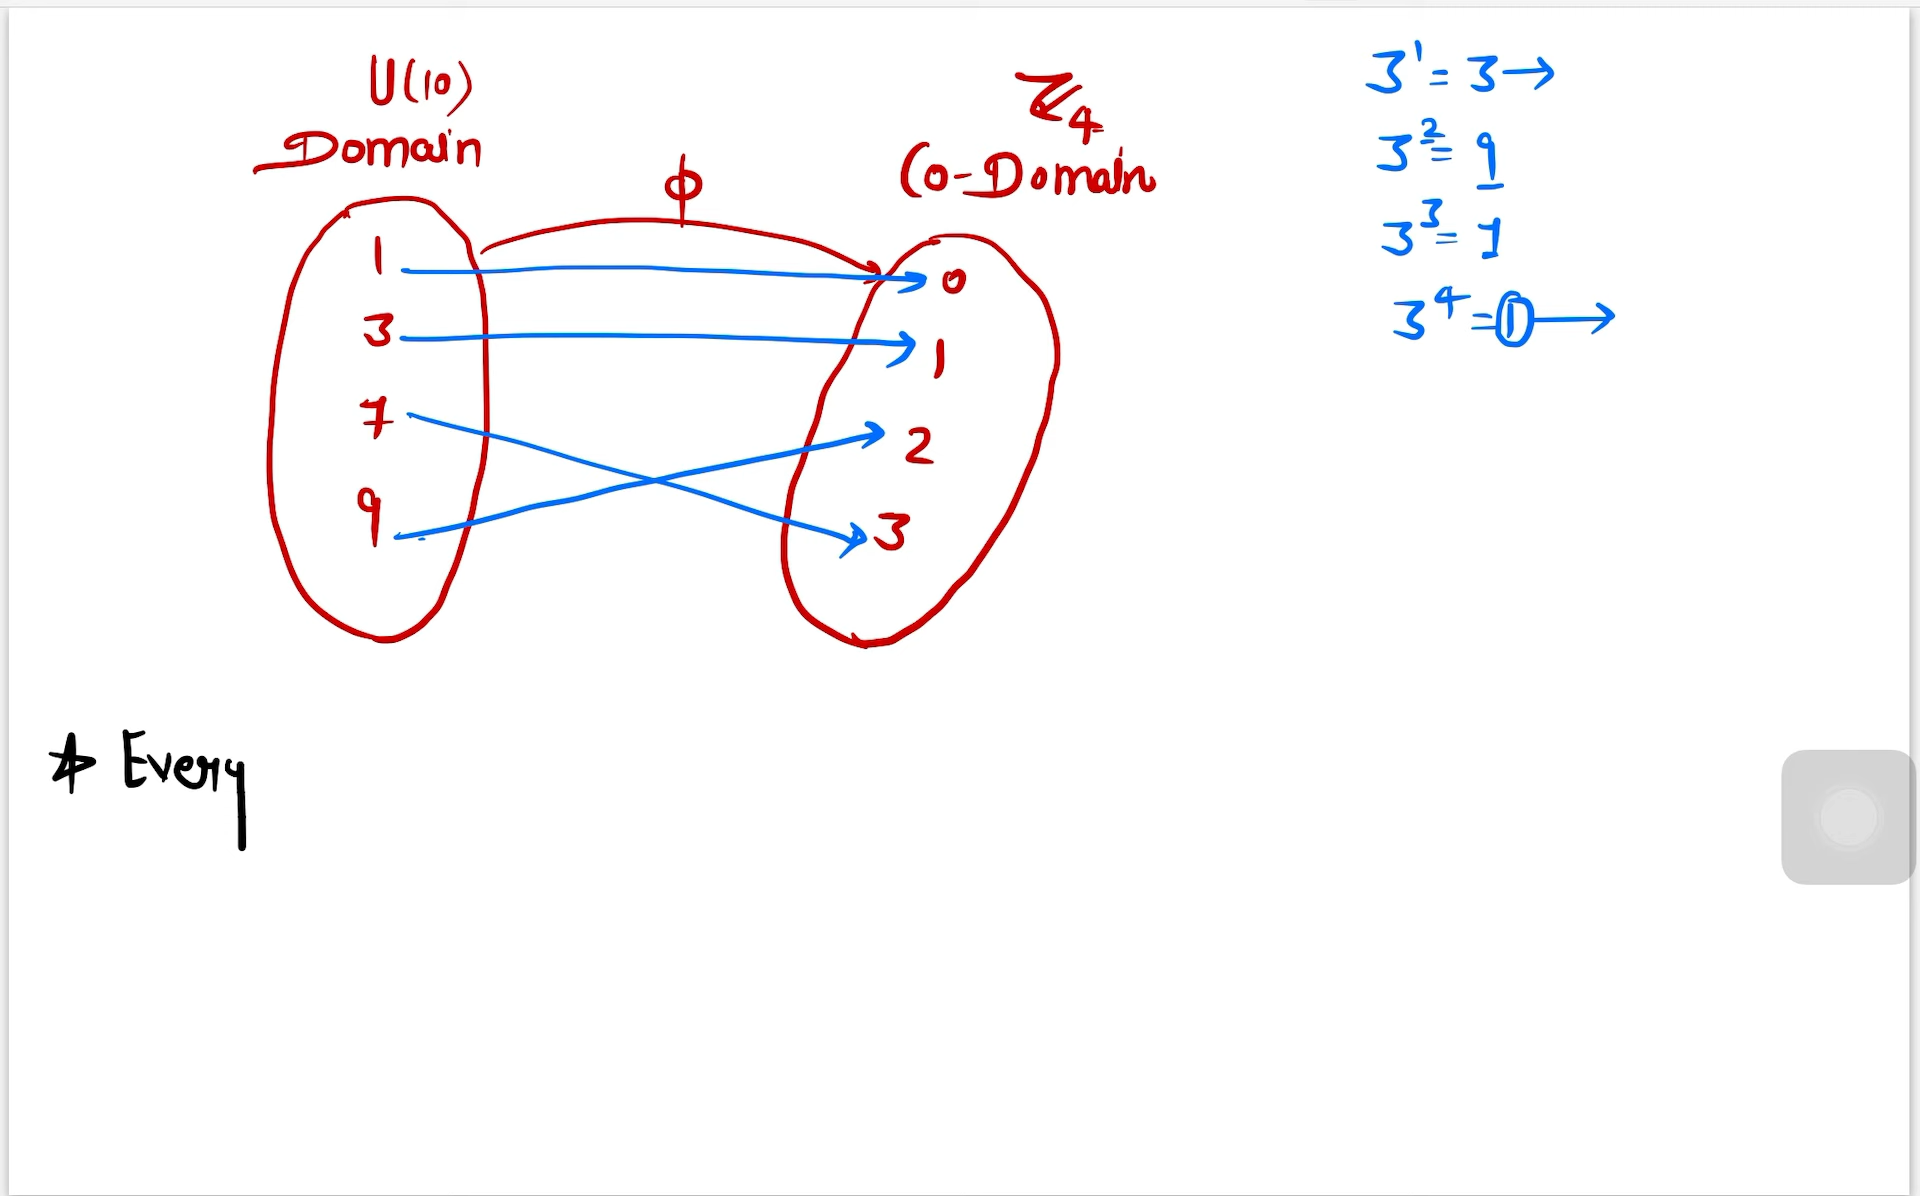 U(10)
Domain
ℤ₄
Co-Domain
ϕ
1
3
7
9
0
1
2
3
3¹ = 3 →
3² = 9
3³ = 7
3⁴ = 1 →
* Every